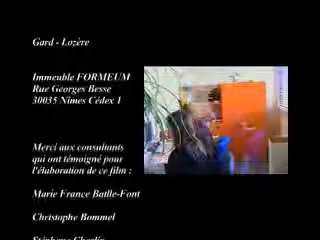 Gard - Lozère
Immeuble FORMEUM
Rue Georges Besse
30035 Nîmes Cédex 1
Merci aux consultants
qui ont témoigné pour
l'élaboration de ce film :
Marie France Batlle-Font
Christophe Bommel